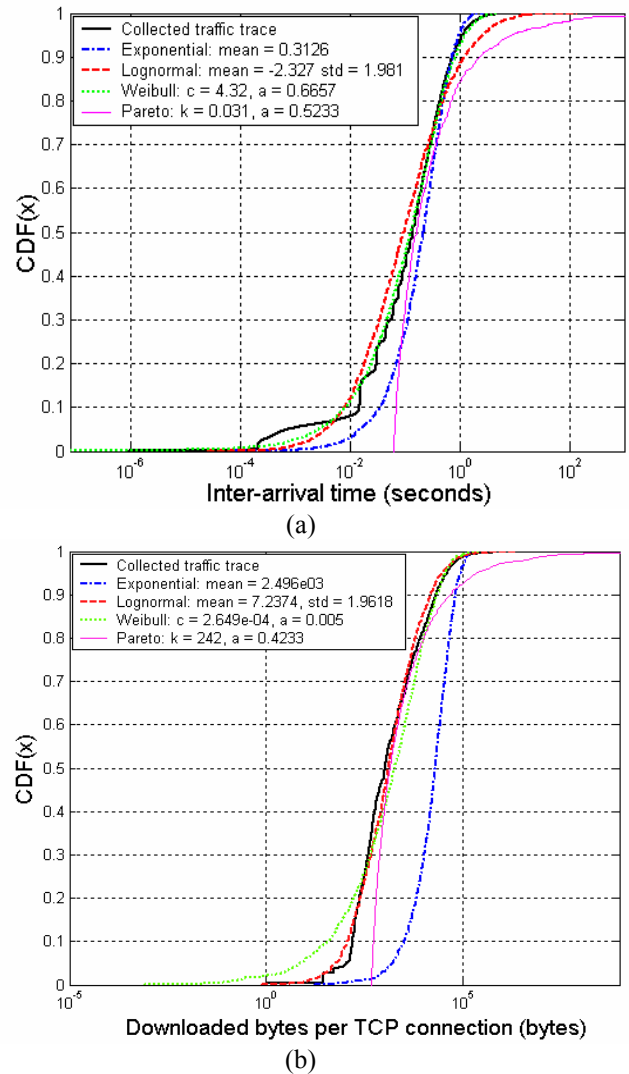 1
0.9
0.8
0.7
0.6
0.5
0.4
0.3
0.2
0.1
0
CDF(x)
Collected traffic trace
Exponential: mean = 0.3126
Lognormal: mean = -2.327 std = 1.981
Weibull: c = 4.32, a = 0.6657
Pareto: k = 0.031, a = 0.5233
10^-6
10^-4
10^-2
10^0
10^2
Inter-arrival time (seconds)
(a)
1
0.9
0.8
0.7
0.6
0.5
0.4
0.3
0.2
0.1
0
CDF(x)
Collected traffic trace
Exponential: mean = 2.496e03
Lognormal: mean = 7.2374, std = 1.9618
Weibull: c = 2.649e-04, a = 0.005
Pareto: k = 242, a = 0.4233
10^-5
10^0
10^5
Downloaded bytes per TCP connection (bytes)
(b)